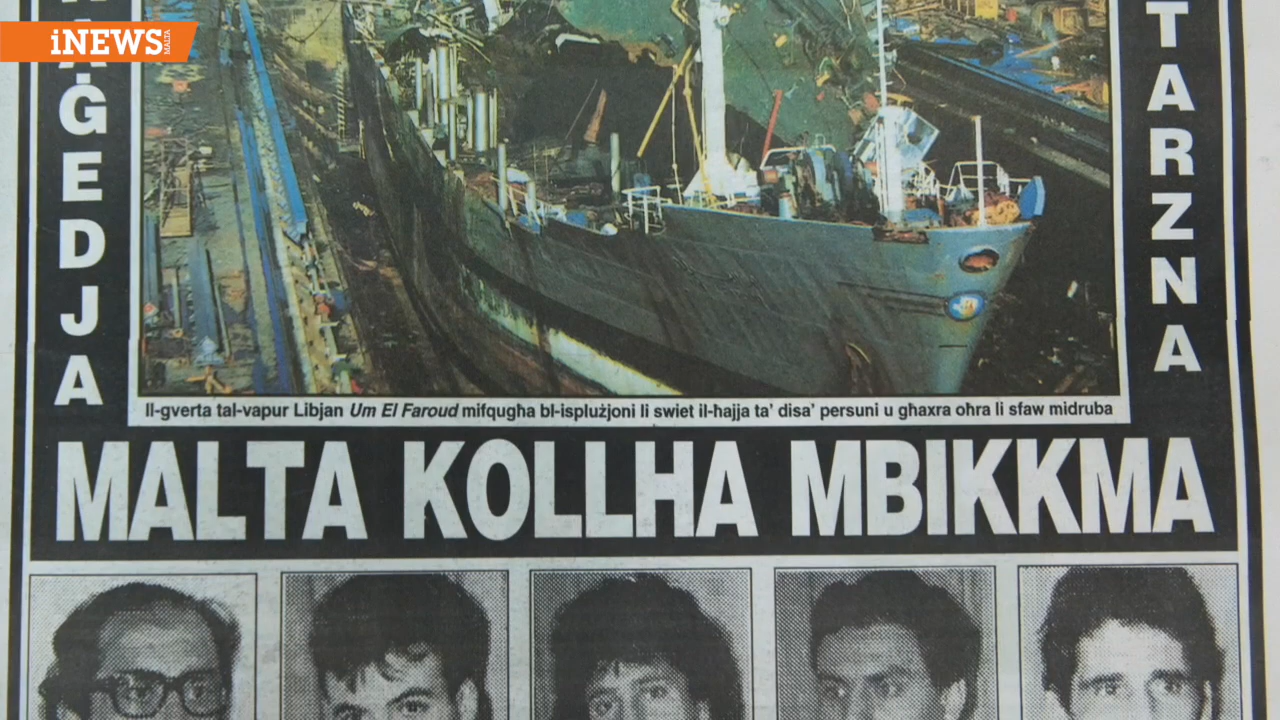 iNEWS
MALTA
ĠEDJA
TARZNA
Il-gverta tal-vapur Libjan Um El Faroud mifqugħa bl-isplużjoni li swiet il-ħajja ta’ disa’ persuni u għaxra oħra li sfaw midruba
MALTA KOLLHA MBIKKMA